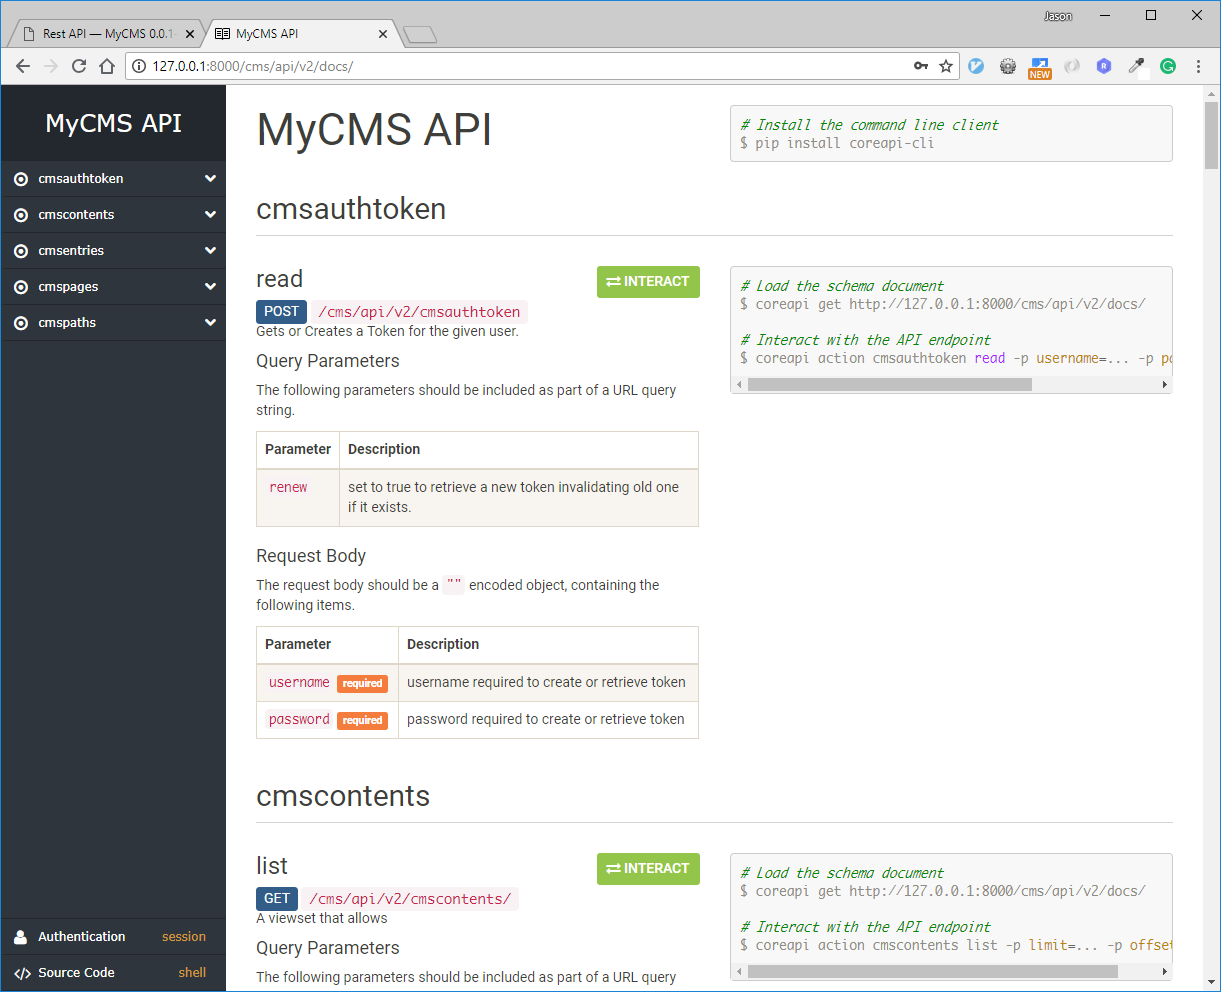 Jason
Rest API — MyCMS 0.0.1
MyCMS API
127.0.0.1:8000/cms/api/v2/docs/
NEW
R
MyCMS API
cmsauthtoken
cmscontents
cmsentries
cmspages
cmspaths
Authentication session
Source Code shell
MyCMS API
# Install the command line client
$ pip install coreapi-cli
cmsauthtoken
read
INTERACT
POST /cms/api/v2/cmsauthtoken
Gets or Creates a Token for the given user.
Query Parameters
The following parameters should be included as part of a URL query
string.
Parameter Description
renew set to true to retrieve a new token invalidating old one
if it exists.
Request Body
The request body should be a "" encoded object, containing the
following items.
Parameter Description
username required username required to create or retrieve token
password required password required to create or retrieve token
# Load the schema document
$ coreapi get http://127.0.0.1:8000/cms/api/v2/docs/
# Interact with the API endpoint
$ coreapi action cmsauthtoken read -p username=... -p
cmscontents
list
INTERACT
GET /cms/api/v2/cmscontents/
A viewset that allows
Query Parameters
The following parameters should be included as part of a URL query
# Load the schema document
$ coreapi get http://127.0.0.1:8000/cms/api/v2/docs/
# Interact with the API endpoint
$ coreapi action cmscontents list -p limit=... -p offset